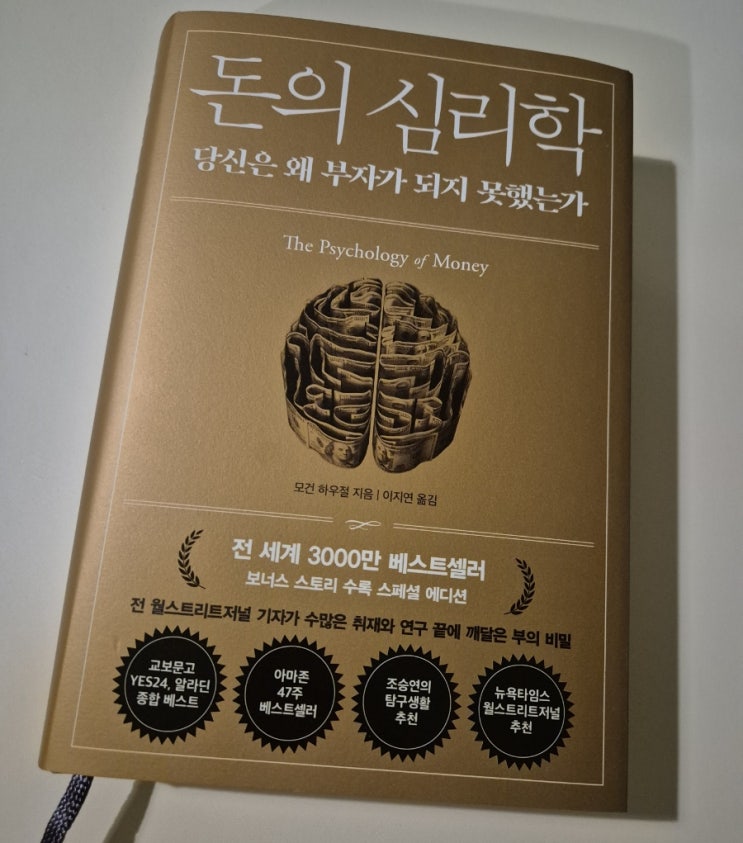 돈의 심리학
당신은 왜 부자가 되지 못했는가
The Psychology of Money
모건 하우절 지음 | 이지연 옮김
전 세계 3000만 베스트셀러
보너스 스토리 수록 스페셜 에디션
전 월스트리트저널 기자가 수많은 취재와 연구 끝에 깨달은 부의 비밀
교보문고
YES24, 알라딘
종합 베스트
아마존
47주
베스트셀러
조승연의
탐구생활
추천
뉴욕타임스
월스트리트저널
추천